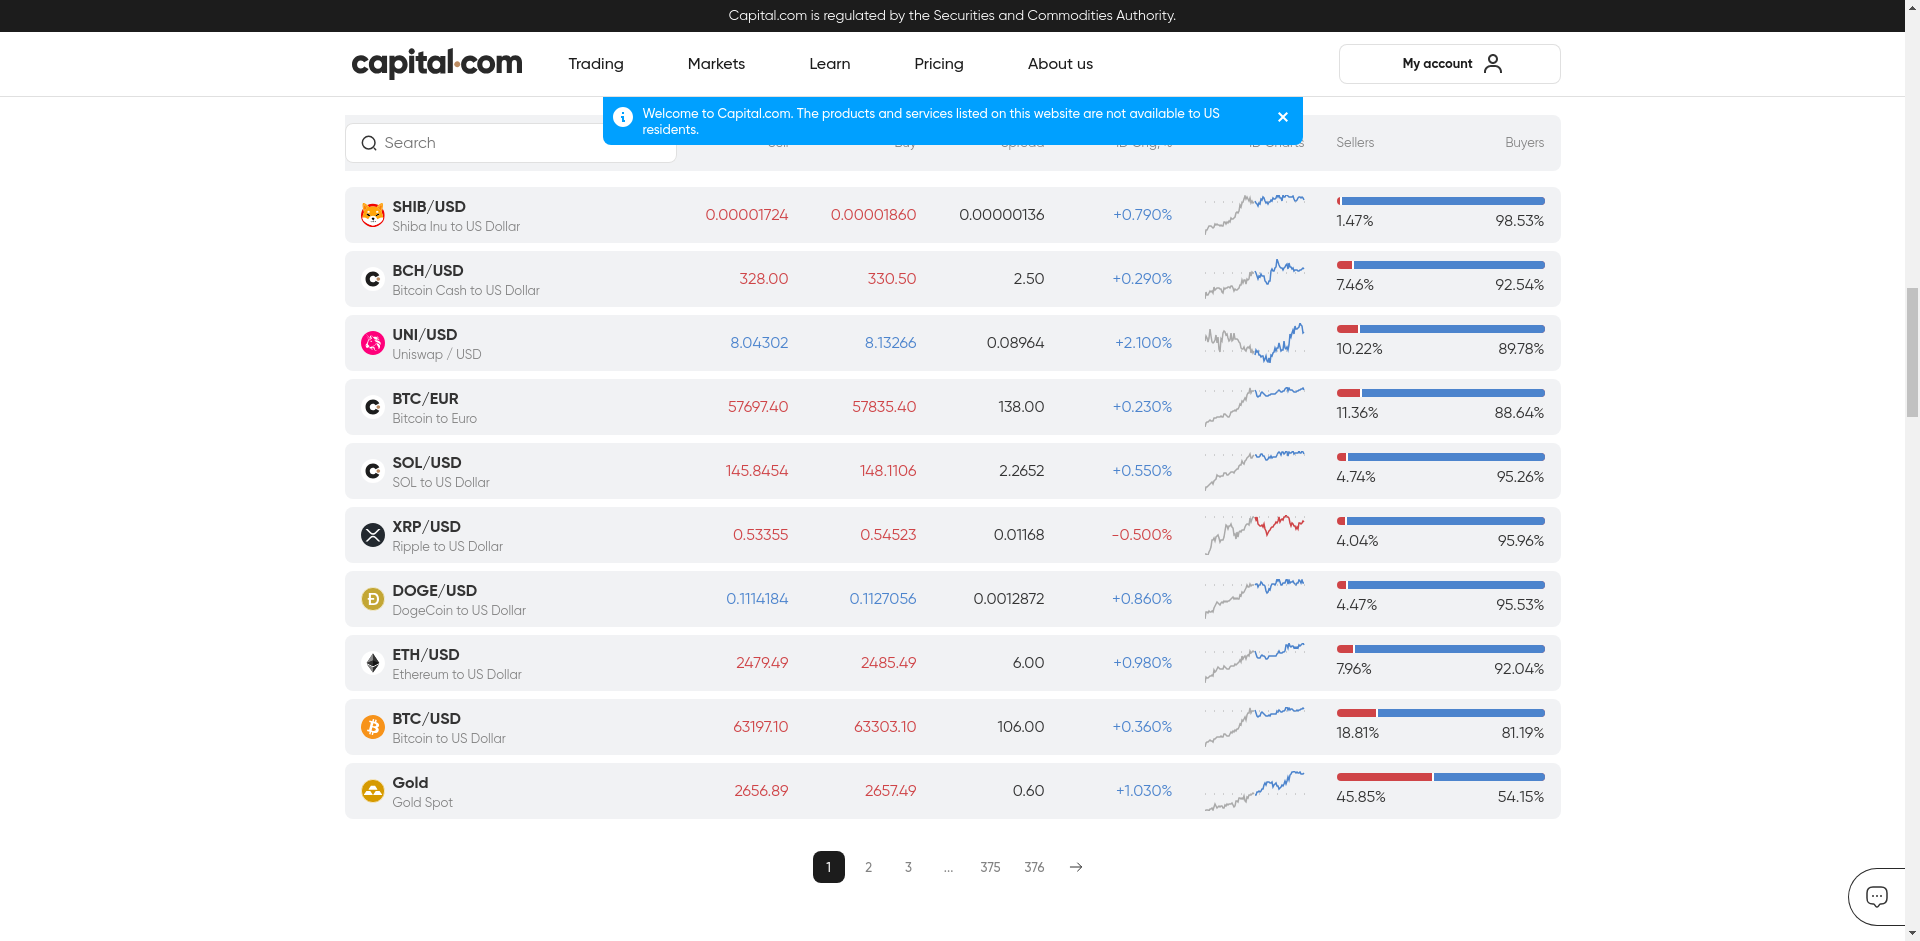 Capital.com is regulated by the Securities and Commodities Authority.
capital.com
Trading
Markets
Learn
Pricing
About us
My account
Welcome to Capital.com. The products and services listed on this website are not available to US
residents.
Search
Sellers
Buyers
SHIB/USD
Shiba Inu to US Dollar
0.00001724
0.00001860
0.00000136
+0.790%
1.47%
98.53%
BCH/USD
Bitcoin Cash to US Dollar
328.00
330.50
2.50
+0.290%
7.46%
92.54%
UNI/USD
Uniswap / USD
8.04302
8.13266
0.08964
+2.100%
10.22%
89.78%
BTC/EUR
Bitcoin to Euro
57697.40
57835.40
138.00
+0.230%
11.36%
88.64%
SOL/USD
SOL to US Dollar
145.8454
148.1106
2.2652
+0.550%
4.74%
95.26%
XRP/USD
Ripple to US Dollar
0.53355
0.54523
0.01168
-0.500%
4.04%
95.96%
DOGE/USD
DogeCoin to US Dollar
0.1114184
0.1127056
0.0012872
+0.860%
4.47%
95.53%
ETH/USD
Ethereum to US Dollar
2479.49
2485.49
6.00
+0.980%
7.96%
92.04%
BTC/USD
Bitcoin to US Dollar
63197.10
63303.10
106.00
+0.360%
18.81%
81.19%
Gold
Gold Spot
2656.89
2657.49
0.60
+1.030%
45.85%
54.15%
1
2
3
...
375
376